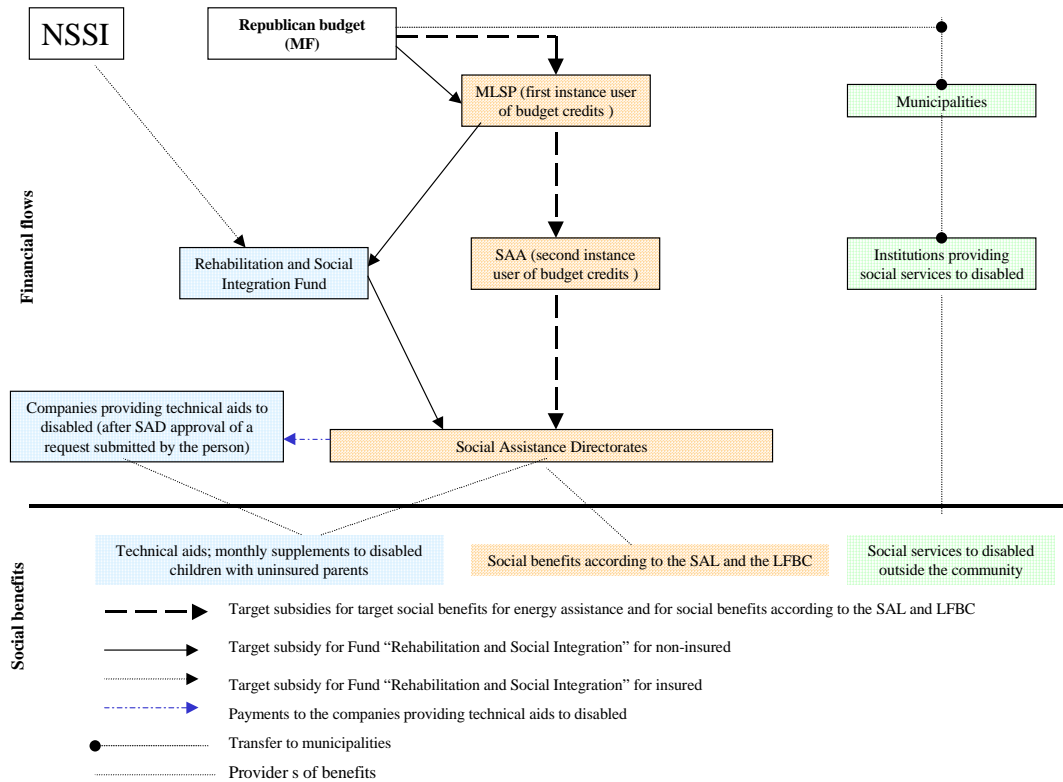 NSSI
Republican budget
(MF)
MLSP (first instance user
of budget credits )
Municipalities
Financial flows
Rehabilitation and Social
Integration Fund
SAA (second instance
user of budget credits )
Institutions providing
social services to disabled
Companies providing technical aids to
disabled (after SAD approval of a
request submitted by the person)
Social Assistance Directorates
Social benefits
Technical aids; monthly supplements to disabled
children with uninsured parents
Social benefits according to the SAL and the LFBC
Social services to disabled
outside the community
Target subsidies for target social benefits for energy assistance and for social benefits according to the SAL and LFBC
Target subsidy for Fund “Rehabilitation and Social Integration” for non-insured
Target subsidy for Fund “Rehabilitation and Social Integration” for insured
Payments to the companies providing technical aids to disabled
Transfer to municipalities
Provider s of benefits